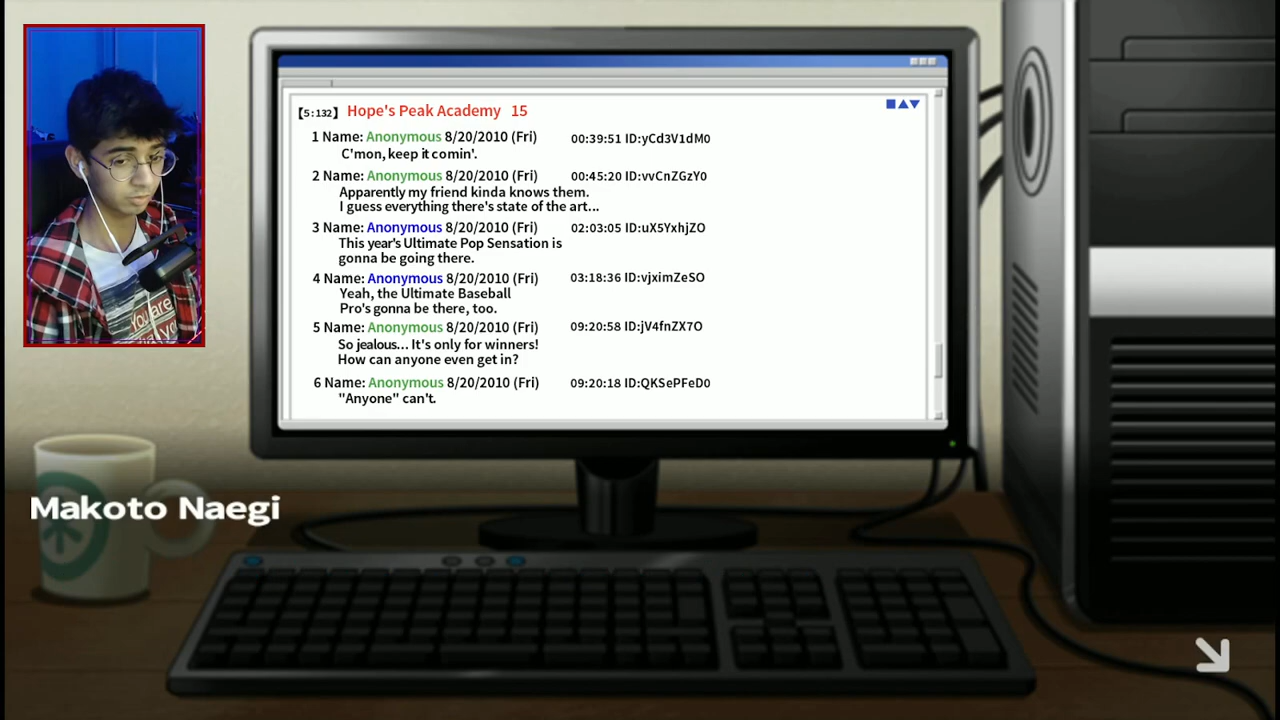 【5:132】 Hope's Peak Academy 15
1 Name: Anonymous 8/20/2010 (Fri) 00:39:51 ID:yCd3V1dM0
C'mon, keep it comin'.
2 Name: Anonymous 8/20/2010 (Fri) 00:45:20 ID:vvCnZGzY0
Apparently my friend kinda knows them.
I guess everything there's state of the art...
3 Name: Anonymous 8/20/2010 (Fri) 02:03:05 ID:uX5YxhjZO
This year's Ultimate Pop Sensation is
gonna be going there.
4 Name: Anonymous 8/20/2010 (Fri) 03:18:36 ID:vjximZeSO
Yeah, the Ultimate Baseball
Pro's gonna be there, too.
5 Name: Anonymous 8/20/2010 (Fri) 09:20:58 ID:jV4fnZX7O
So jealous... It's only for winners!
How can anyone even get in?
6 Name: Anonymous 8/20/2010 (Fri) 09:20:18 ID:QKSePFeD0
"Anyone" can't.
Makoto Naegi